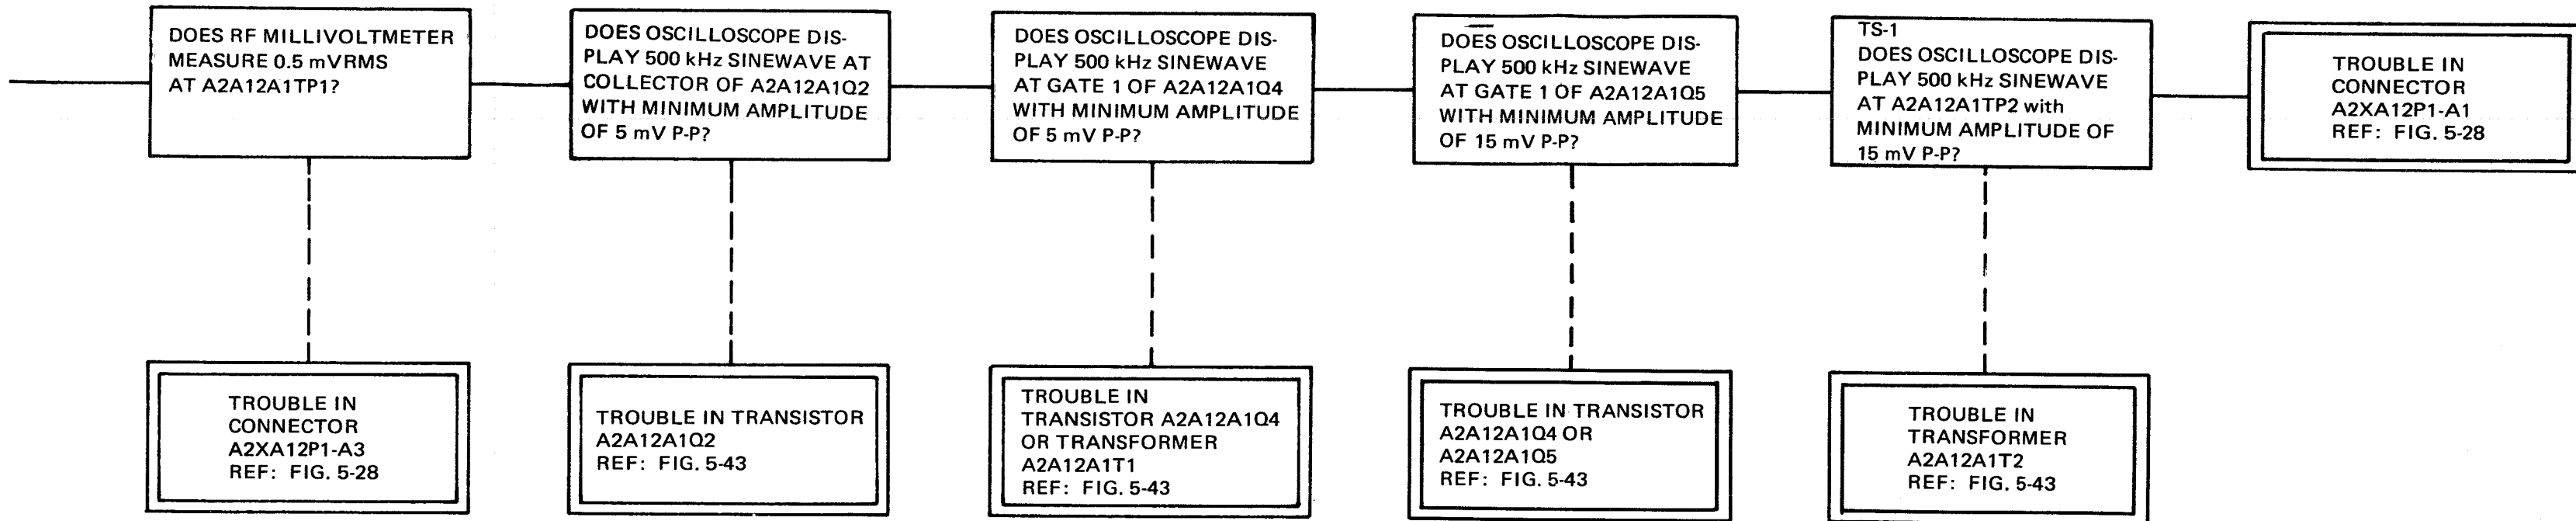 DOES RF MILLIVOLTMETER
MEASURE 0.5 mVRMS
AT A2A12A1TP1?
DOES OSCILLOSCOPE DIS-
PLAY 500 kHz SINEWAVE AT
COLLECTOR OF A2A12A1Q2
WITH MINIMUM AMPLITUDE
OF 5 mV P-P?
DOES OSCILLOSCOPE DIS-
PLAY 500 kHz SINEWAVE
AT GATE 1 OF A2A12A1Q4
WITH MINIMUM AMPLITUDE
OF 5 mV P-P?
DOES OSCILLOSCOPE DIS-
PLAY 500 kHz SINEWAVE
AT GATE 1 OF A2A12A1Q5
WITH MINIMUM AMPLITUDE
OF 15 mV P-P?
TS-1
DOES OSCILLOSCOPE DIS-
PLAY 500 kHz SINEWAVE
AT A2A12A1TP2 with
MINIMUM AMPLITUDE OF
15 mV P-P?
TROUBLE IN
CONNECTOR
A2XA12P1-A1
REF: FIG. 5-28
TROUBLE IN
CONNECTOR
A2XA12P1-A3
REF: FIG. 5-28
TROUBLE IN TRANSISTOR
A2A12A1Q2
REF: FIG. 5-43
TROUBLE IN
TRANSISTOR A2A12A1Q4
OR TRANSFORMER
A2A12A1T1
REF: FIG. 5-43
TROUBLE IN TRANSISTOR
A2A12A1Q4 OR
A2A12A1Q5
REF: FIG. 5-43
TROUBLE IN
TRANSFORMER
A2A12A1T2
REF: FIG. 5-43